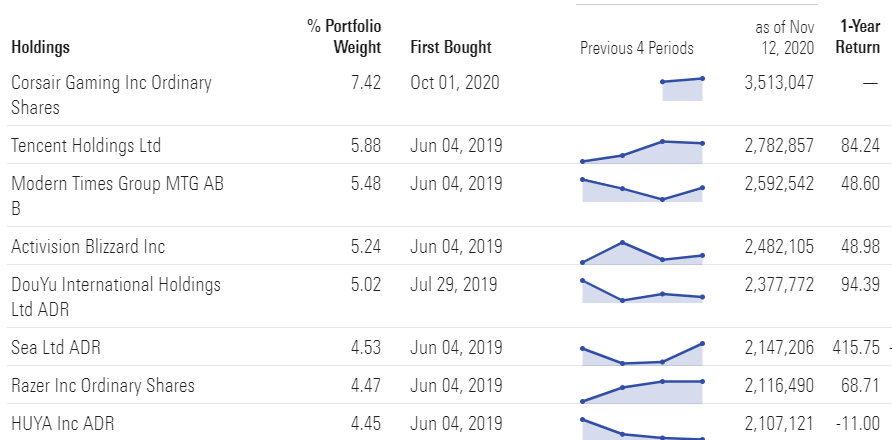 % Portfolio as of Nov 1-Year
Holdings Weight First Bought Previous 4 Periods 12, 2020 Return
Corsair Gaming Inc Ordinary 7.42 Oct 01, 2020 3,513,047 —
Shares
Tencent Holdings Ltd 5.88 Jun 04, 2019 2,782,857 84.24
Modern Times Group MTG AB 5.48 Jun 04, 2019 2,592,542 48.60
B
Activision Blizzard Inc 5.24 Jun 04, 2019 2,482,105 48.98
DouYu International Holdings 5.02 Jul 29, 2019 2,377,772 94.39
Ltd ADR
Sea Ltd ADR 4.53 Jun 04, 2019 2,147,206 415.75
Razer Inc Ordinary Shares 4.47 Jun 04, 2019 2,116,490 68.71
HUYA Inc ADR 4.45 Jun 04, 2019 2,107,121 -11.00